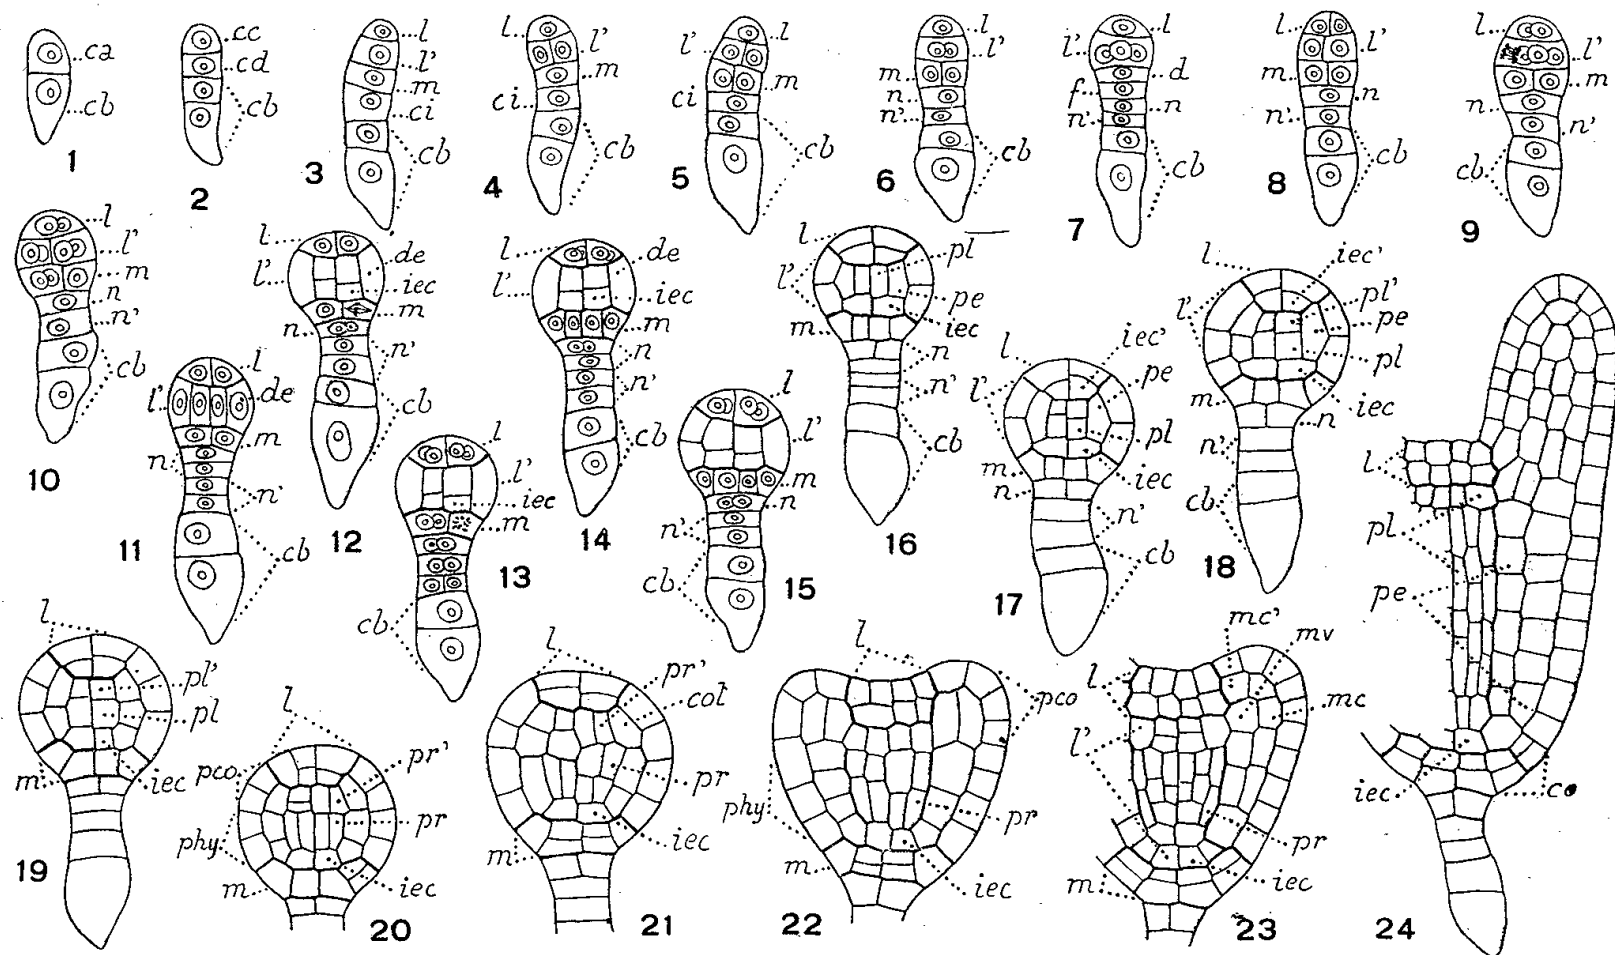 ca
cb
1
cc
cd
cb
2
l
l'
m
ci
cb
3
l
l'
m
ci
cb
4
l
l'
m
ci
cb
5
l
l'
m
n
n'
cb
6
l
l'
d
f
n
n'
cb
7
l
l'
m
n
n'
cb
8
l
l'
m
n
n'
cb
9
l
l'
m
n
n'
cb
10
l
l'
de
m
n
n'
cb
11
l
de
l'
iec
m
n
n'
cb
12
l
l'
iec
m
cb
13
l
de
l'
iec
m
n
n'
cb
14
l
l'
m
n
n'
cb
15
l
pl
l'
pe
iec
m
n
n'
cb
16
l
iec'
l'
pe
pl
iec
m
n
n'
cb
17
l
iec'
l'
pl'
pe
pl
iec
m
n
n'
cb
18
l
pl'
pl
iec
m
19
l
pco
pr'
pr
phy
m
iec
20
l
pr'
cot
pr
iec
m
21
l
pco
phy
pr
m
iec
22
mc'
mv
l
mc
l'
pr
iec
m
23
l
pl
pe
iec
co
24